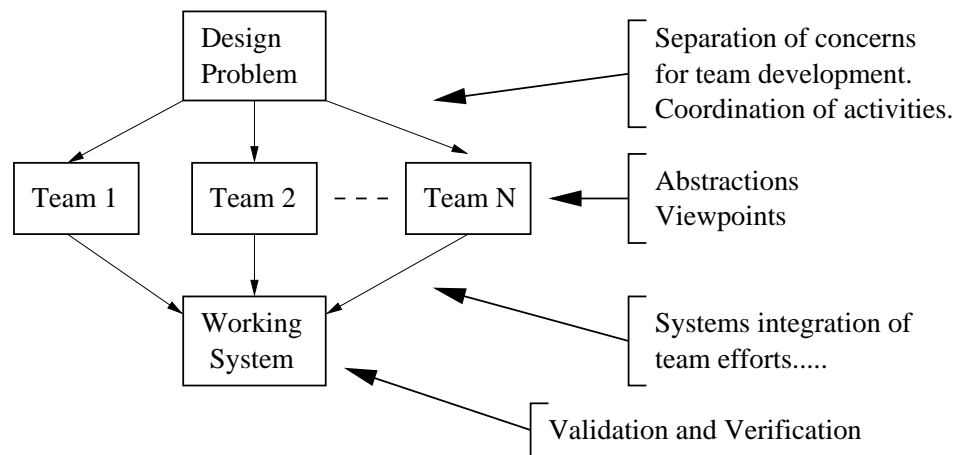 Design
Problem
Separation of concerns
for team development.
Coordination of activities.
Team 1
Team 2
Team N
Abstractions
Viewpoints
Working
System
Systems integration of
team efforts.....
Validation and Verification